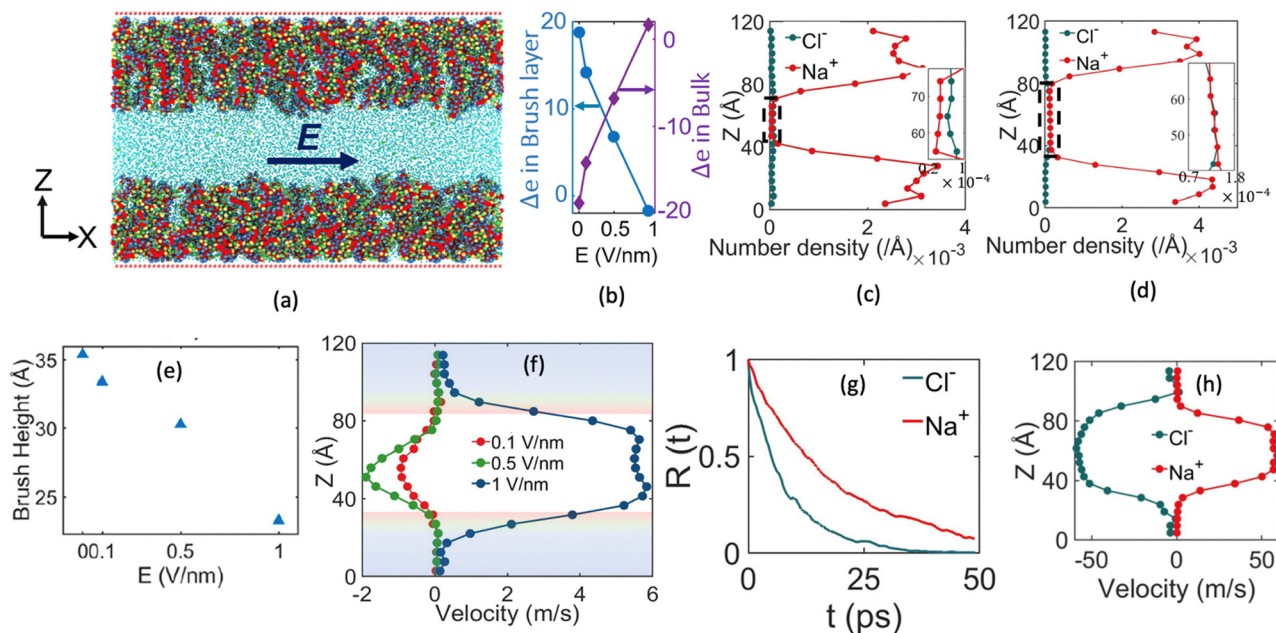 E
Z
X
(a)
Δe in Brush layer
20
10
0
0
-10
-20
Δe in Bulk
0
0.5
1
E (V/nm)
(b)
120
80
40
0
Z (Å)
Cl⁻
Na⁺
70
60
0.2
1
× 10⁻⁴
0
2
4
Number density (/Å)
× 10⁻³
(c)
120
80
40
0
Z (Å)
Cl⁻
Na⁺
60
50
0.7
1.8
× 10⁻⁴
0
2
4
Number density (/Å)
× 10⁻³
(d)
35
30
25
Brush Height (Å)
(e)
00.1
0.5
1
E (V/nm)
120
80
40
0
Z (Å)
(f)
0.1 V/nm
0.5 V/nm
1 V/nm
-2
0
2
4
6
Velocity (m/s)
1
0.5
0
R (t)
(g)
Cl⁻
Na⁺
0
25
50
t (ps)
120
80
40
0
Z (Å)
(h)
Cl⁻
Na⁺
-50
0
50
Velocity (m/s)